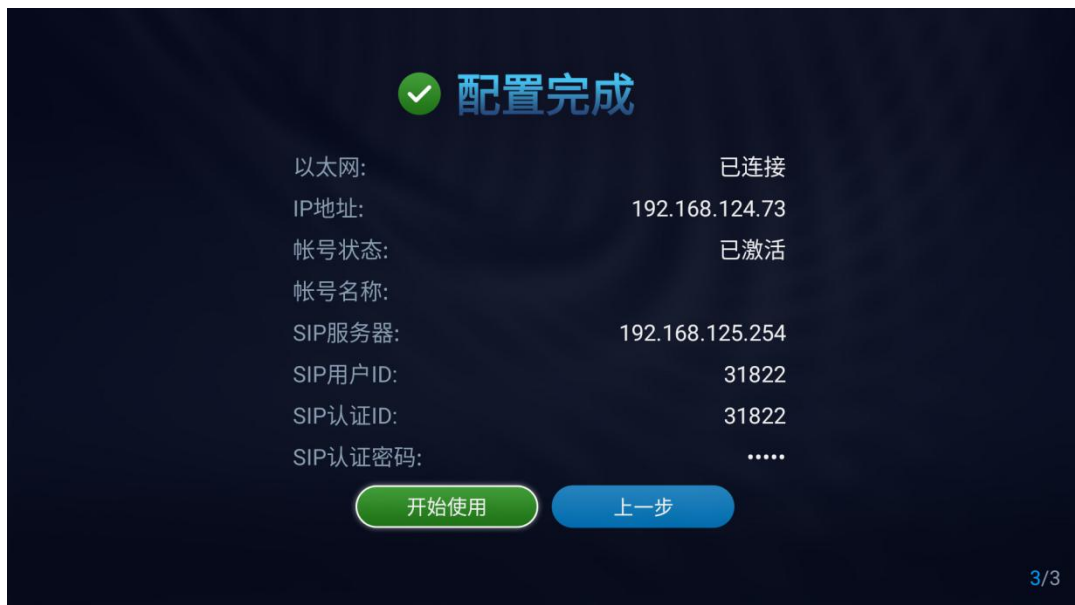 配置完成
以太网: 已连接
IP地址: 192.168.124.73
帐号状态: 已激活
帐号名称:
SIP服务器: 192.168.125.254
SIP用户ID: 31822
SIP认证ID: 31822
SIP认证密码: •••••
开始使用 上一步
3/3